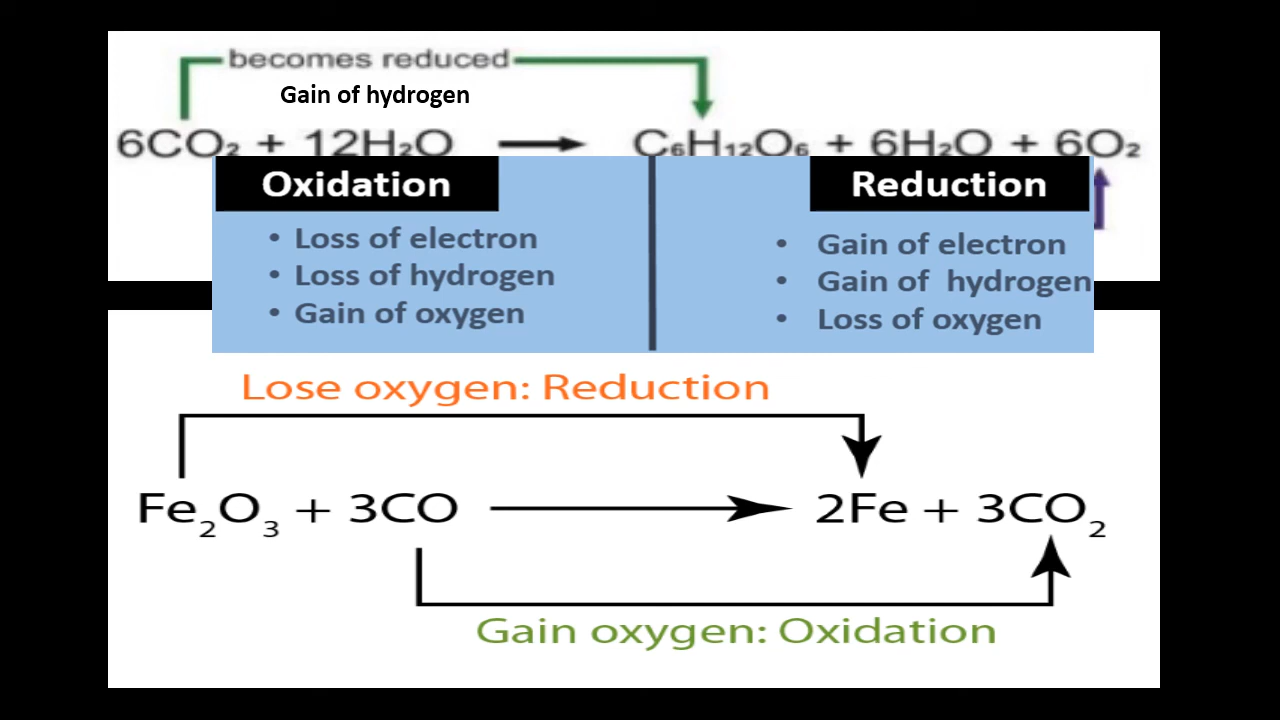 becomes reduced
Gain of hydrogen
6CO₂ + 12H₂O → C₆H₁₂O₆ + 6H₂O + 6O₂
Oxidation
• Loss of electron
• Loss of hydrogen
• Gain of oxygen
Reduction
• Gain of electron
• Gain of hydrogen
• Loss of oxygen
Lose oxygen: Reduction
Fe₂O₃ + 3CO → 2Fe + 3CO₂
Gain oxygen: Oxidation